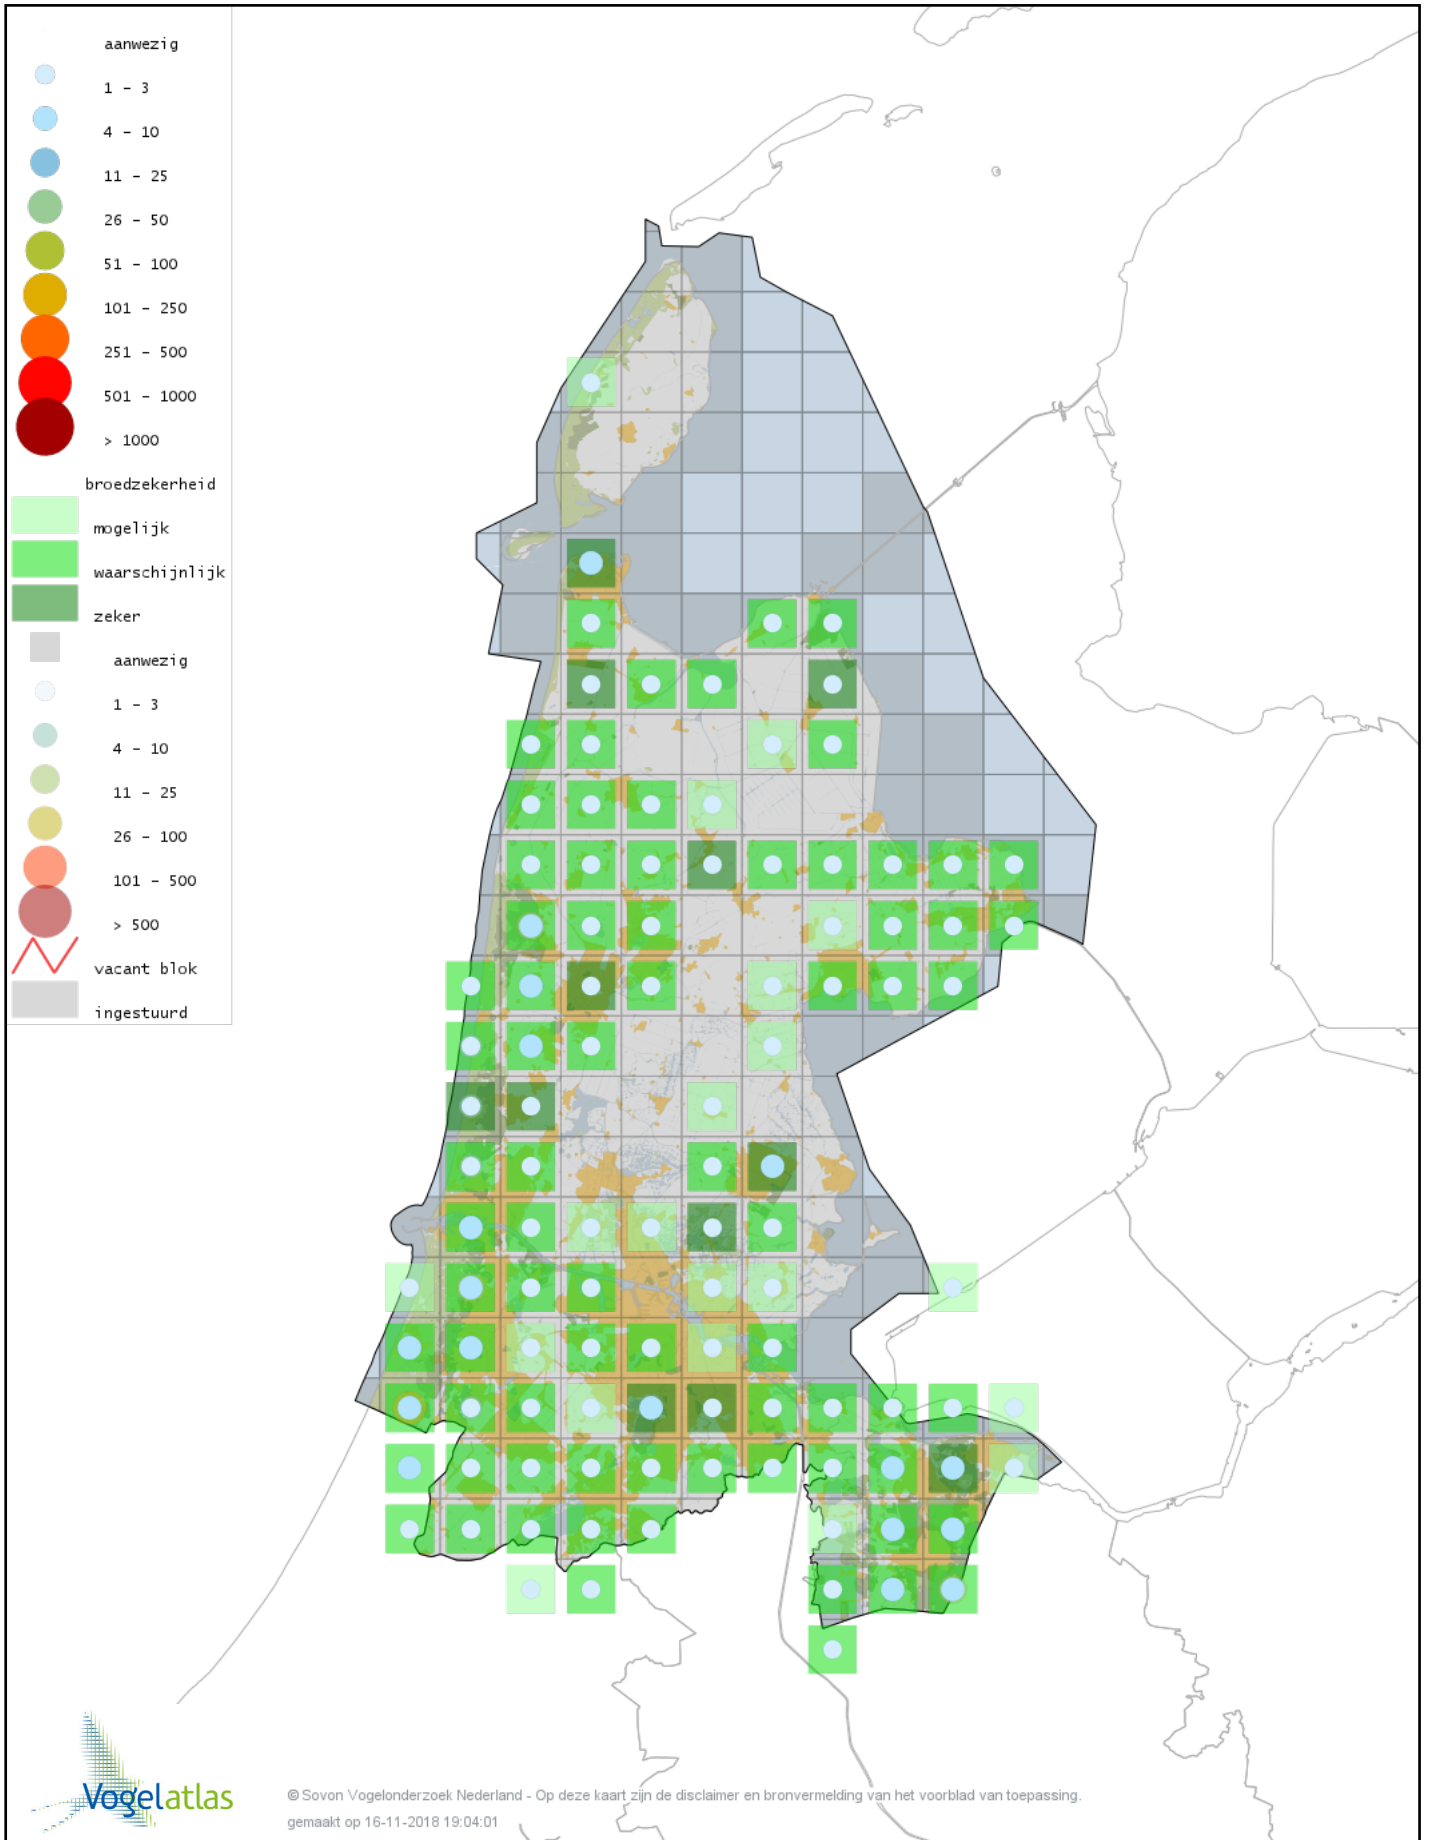 aanwezig
1 - 3
4 - 10
11 - 25
26 - 50
51 - 100
101 - 250
251 - 500
501 - 1000
> 1000
broedzekerheid
mogelijk
waarschijnlijk
zeker
aanwezig
1 - 3
4 - 10
11 - 25
26 - 100
101 - 500
> 500
vacant blok
ingestuurd
Vogelatlas
© Sovon Vogelonderzoek Nederland - Op deze kaart zijn de disclaimer en bronvermelding van het voorblad van toepassing.
gemaakt op 16-11-2018 19:04:01